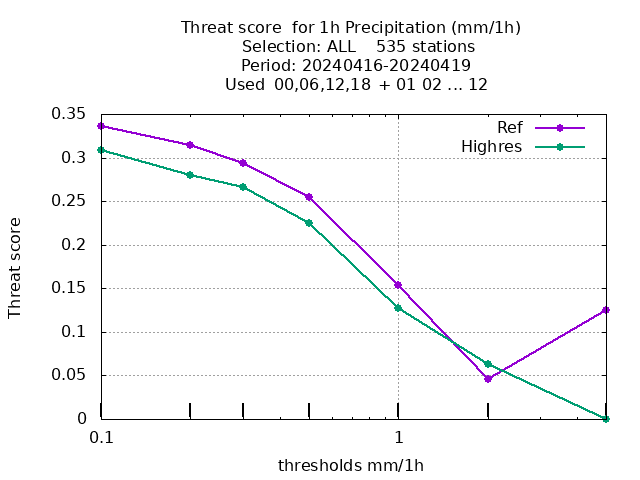 Threat score  for 1h Precipitation (mm/1h)
Selection: ALL    535 stations
Period: 20240416-20240419
Used  00,06,12,18 + 01 02 ... 12
Ref
Highres
0.35
0.3
0.25
0.2
0.15
0.1
0.05
0
Threat score
0.1
1
thresholds mm/1h